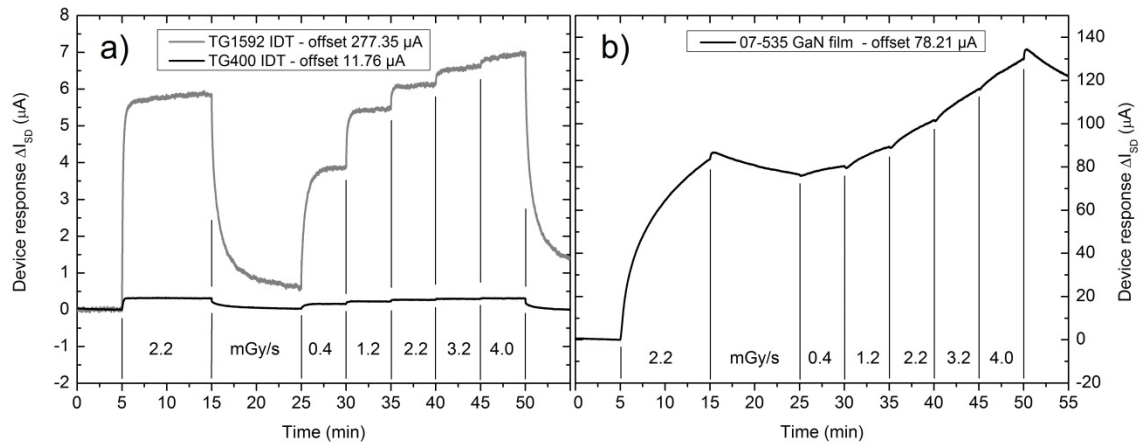 a)
TG1592 IDT - offset 277.35 µA
TG400 IDT - offset 11.76 µA
Device response ΔI_SD (µA)
8
7
6
5
4
3
2
1
0
-1
-2
2.2 mGy/s 0.4 1.2 2.2 3.2 4.0
0 5 10 15 20 25 30 35 40 45 50
Time (min)
b)
07-535 GaN film - offset 78.21 µA
Device response ΔI_SD (µA)
140
120
100
80
60
40
20
0
-20
2.2 mGy/s 0.4 1.2 2.2 3.2 4.0
0 5 10 15 20 25 30 35 40 45 50 55
Time (min)